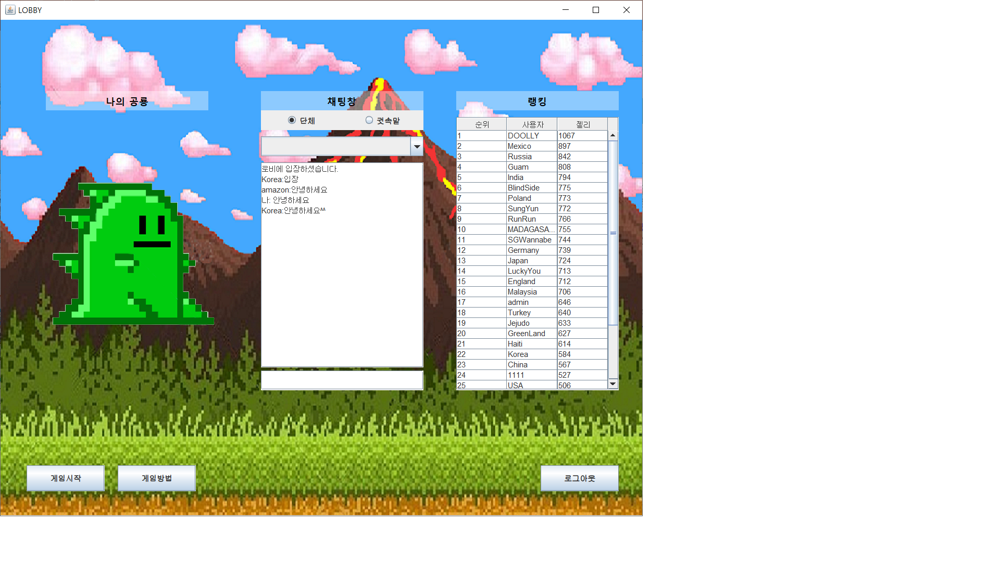 LOBBY
나의 공룡
채팅창
랭킹
단체
귓속말
로비에 입장하셨습니다.
Korea:입장
amazon:안녕하세요
나: 안녕하세요
Korea:안녕하세요^^
순위 사용자 젤리
1 DOOLLY 1067
2 Mexico 897
3 Russia 842
4 Guam 808
5 India 794
6 BlindSide 775
7 Poland 773
8 SungYun 772
9 RunRun 766
10 MADAGASA... 755
11 SGWannabe 744
12 Germany 739
13 Japan 724
14 LuckyYou 713
15 England 712
16 Malaysia 706
17 admin 646
18 Turkey 640
19 Jejudo 633
20 GreenLand 627
21 Haiti 614
22 Korea 584
23 China 567
24 1111 527
25 USA 506
게임시작
게임방법
로그아웃